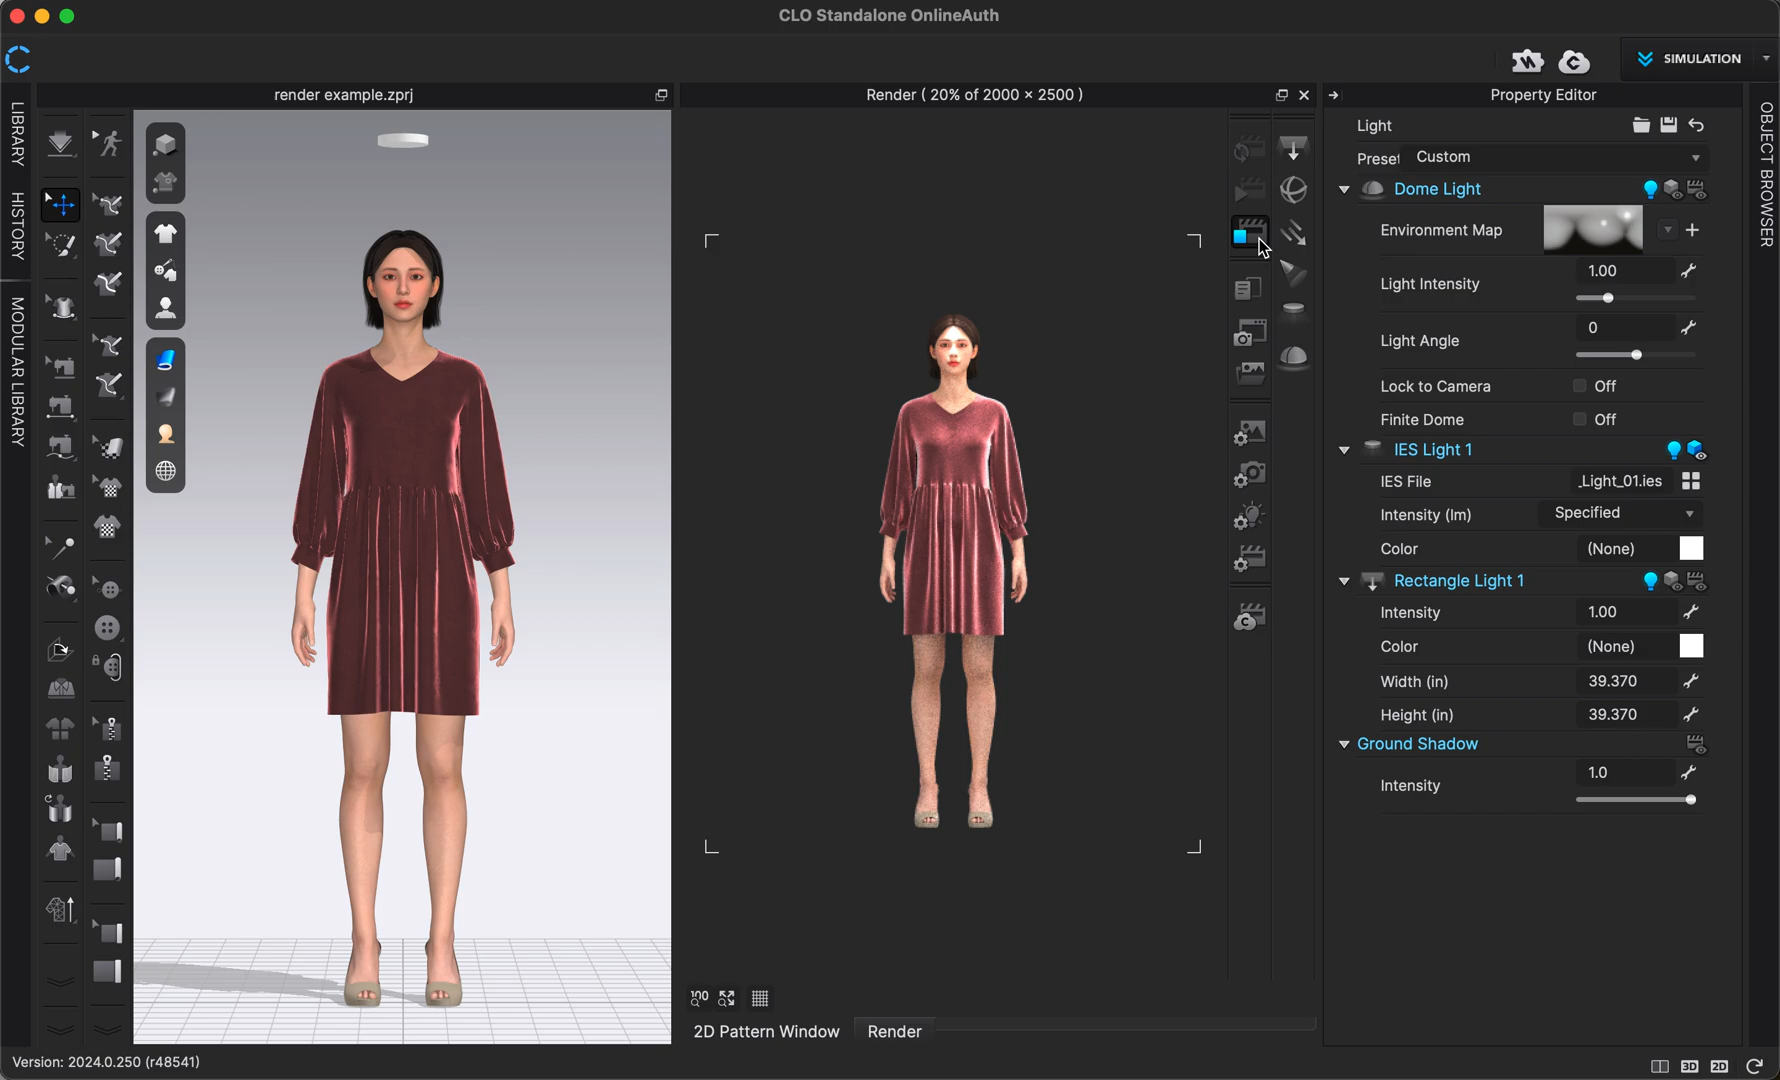 CLO Standalone OnlineAuth
SIMULATION
render example.zprj
Render ( 20% of 2000 × 2500 )
Property Editor
LIBRARY
HISTORY
MODULAR LIBRARY
OBJECT BROWSER
Light
Preset
Custom
Dome Light
Environment Map
Light Intensity
1.00
Light Angle
0
Lock to Camera
Off
Finite Dome
Off
IES Light 1
IES File
_Light_01.ies
Intensity (lm)
Specified
Color
(None)
Rectangle Light 1
Intensity
1.00
Color
(None)
Width (in)
39.370
Height (in)
39.370
Ground Shadow
Intensity
1.0
100
2D Pattern Window
Render
Version: 2024.0.250 (r48541)
3D
2D